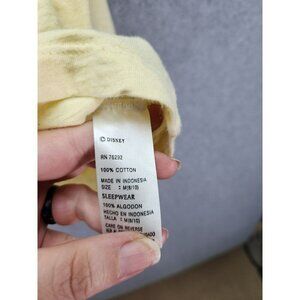 © DISNEY
RN 76292
100% COTTON
MADE IN INDONESIA
SIZE : M(8/10)
SLEEPWEAR
100% ALGODON
HECHO EN INDONESIA
TALLA : M(8/10)
CARE ON REVERSE